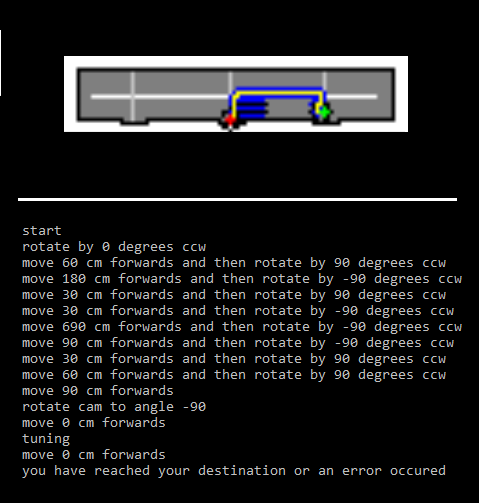 start
rotate by 0 degrees ccw
move 60 cm forwards and then rotate by 90 degrees ccw
move 180 cm forwards and then rotate by -90 degrees ccw
move 30 cm forwards and then rotate by 90 degrees ccw
move 30 cm forwards and then rotate by -90 degrees ccw
move 690 cm forwards and then rotate by -90 degrees ccw
move 90 cm forwards and then rotate by -90 degrees ccw
move 30 cm forwards and then rotate by 90 degrees ccw
move 60 cm forwards and then rotate by 90 degrees ccw
move 90 cm forwards
rotate cam to angle -90
move 0 cm forwards
tuning
move 0 cm forwards
you have reached your destination or an error occured